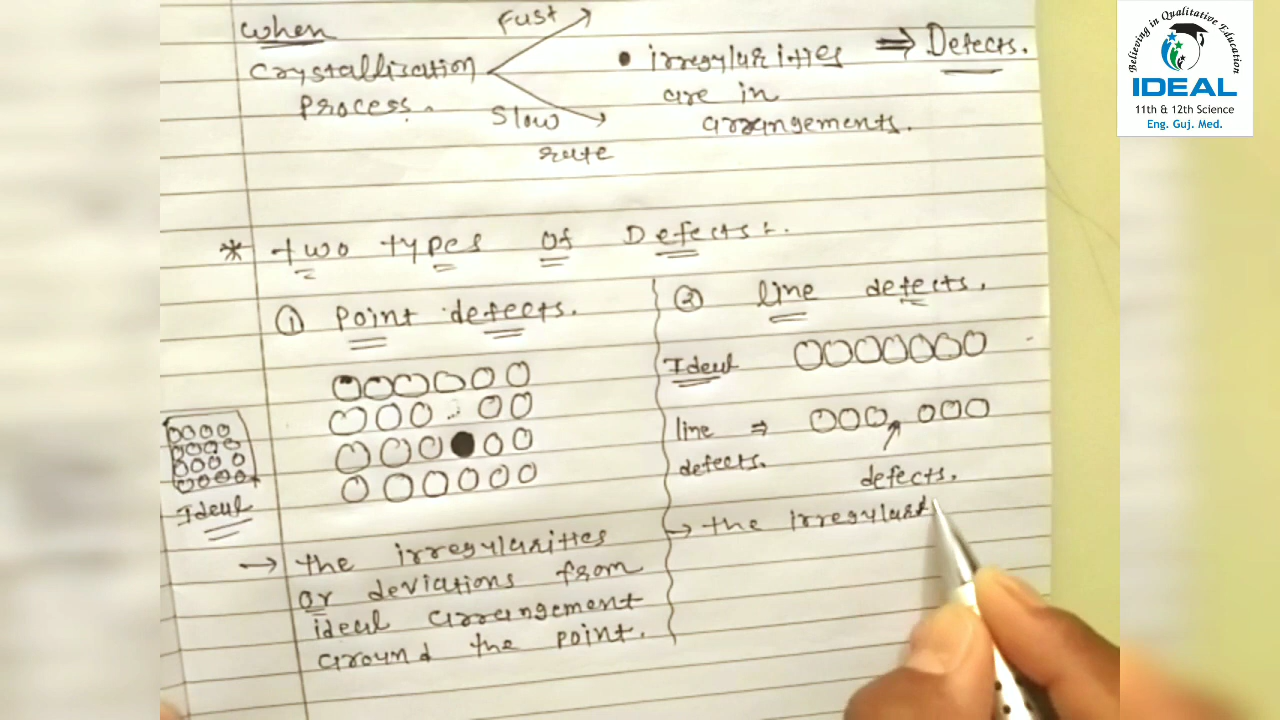 when
crystallisation
process.
Fast
Slow
rate
• irregularities ⇒ Defects.
are in
arrangements.
* two types of Defects:.
① Point defects.
Ideal
→ the irregularities
or deviations from
ideal arrangement
around the point.
② line defects.
Ideal
line ⇒
defects.
defects.
→ the irregularit
Believing in Qualitative Education
IDEAL
11th & 12th Science
Eng. Guj. Med.